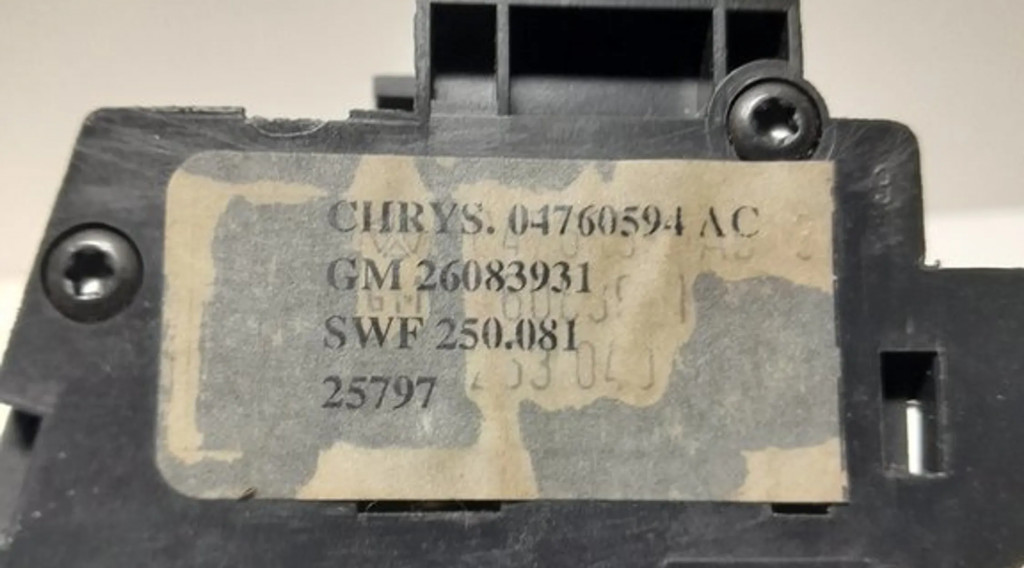 CHRYS. 04760594 AC
GM 26083931
SWF 250.081
25797